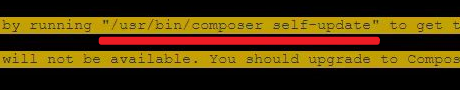 by running "/usr/bin/composer self-update" to get t
will not be available. You should upgrade to Compos